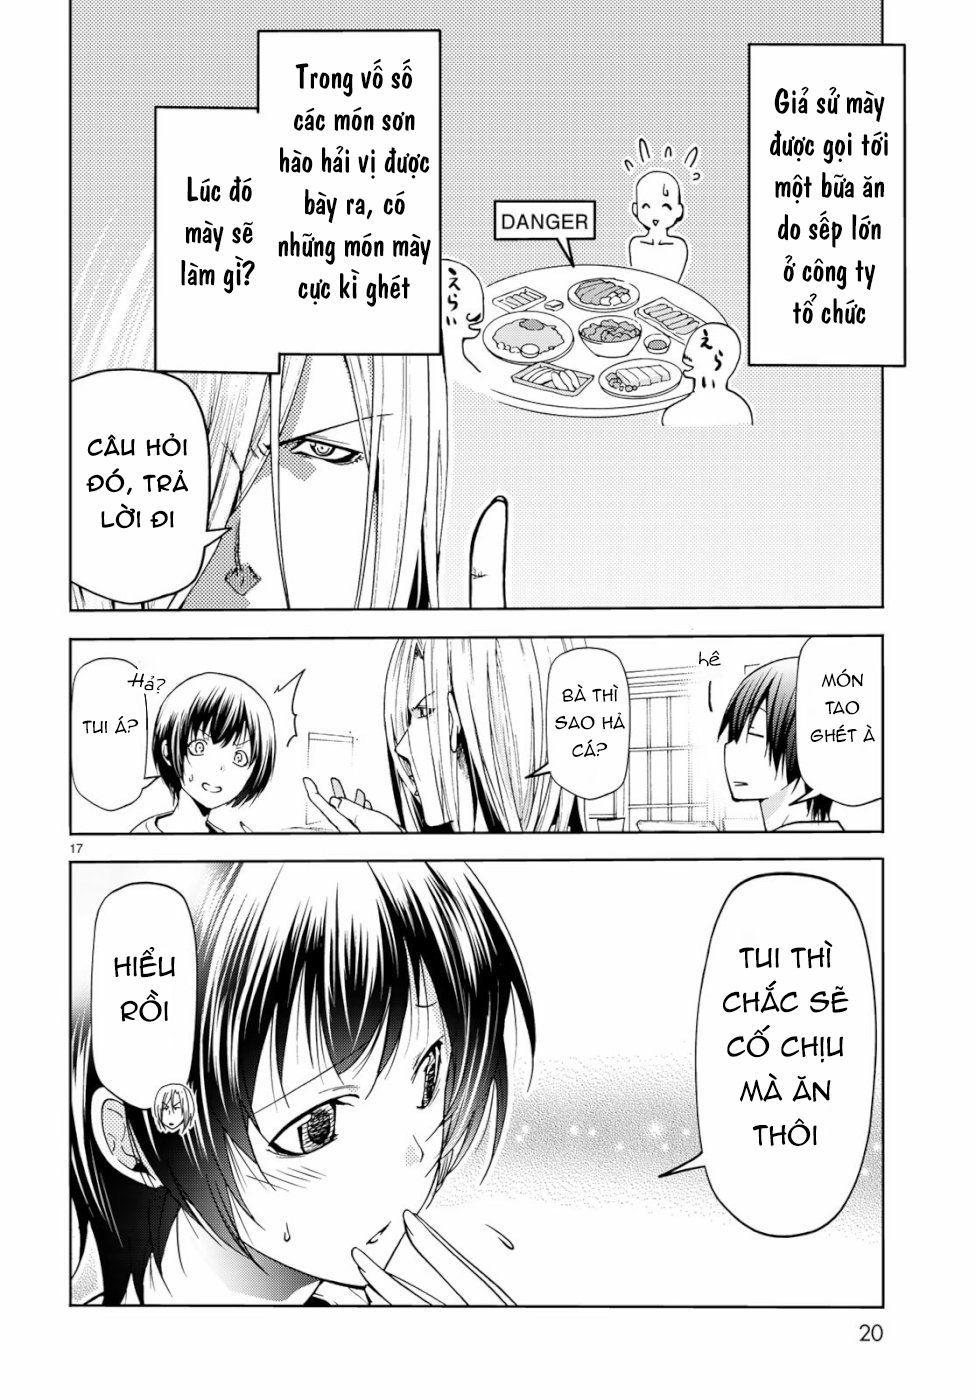 Giả sử mày
được gọi tới
một bữa ăn
do sếp lớn
ở công ty
tổ chức
DANGER
えらい
えらい
Trong vố số
các món sơn
hào hải vị được
bày ra, có
những món mày
cực kì ghét
Lúc đó
mày sẽ
làm gì?
CÂU HỎI
ĐÓ, TRẢ
LỜI ĐI
MÓN
TAO
GHÉT À
hê
BÀ THÌ
SAO HẢ
CÁ?
Hả?
TUI Á?
17
TUI THÌ
CHẮC SẼ
CỐ CHỊU
MÀ ĂN
THÔI
HIỂU
RỒI
20